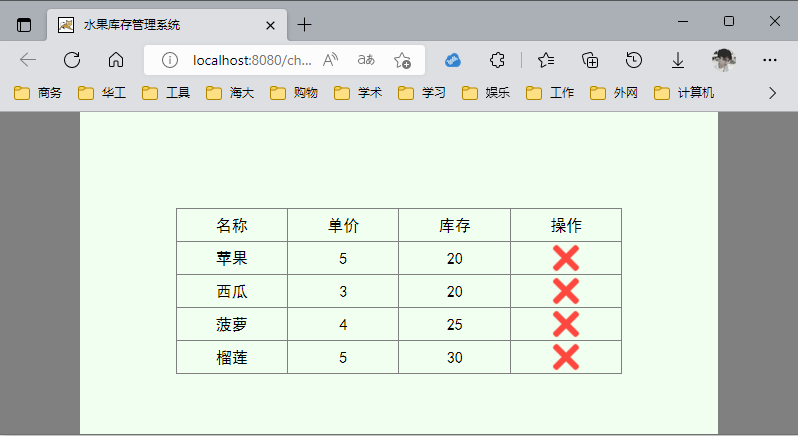 水果库存管理系统
localhost:8080/ch...
商务 华工 工具 海大 购物 学术 学习 娱乐 工作 外网 计算机
名称 单价 库存 操作
苹果 5 20
西瓜 3 20
菠萝 4 25
榴莲 5 30